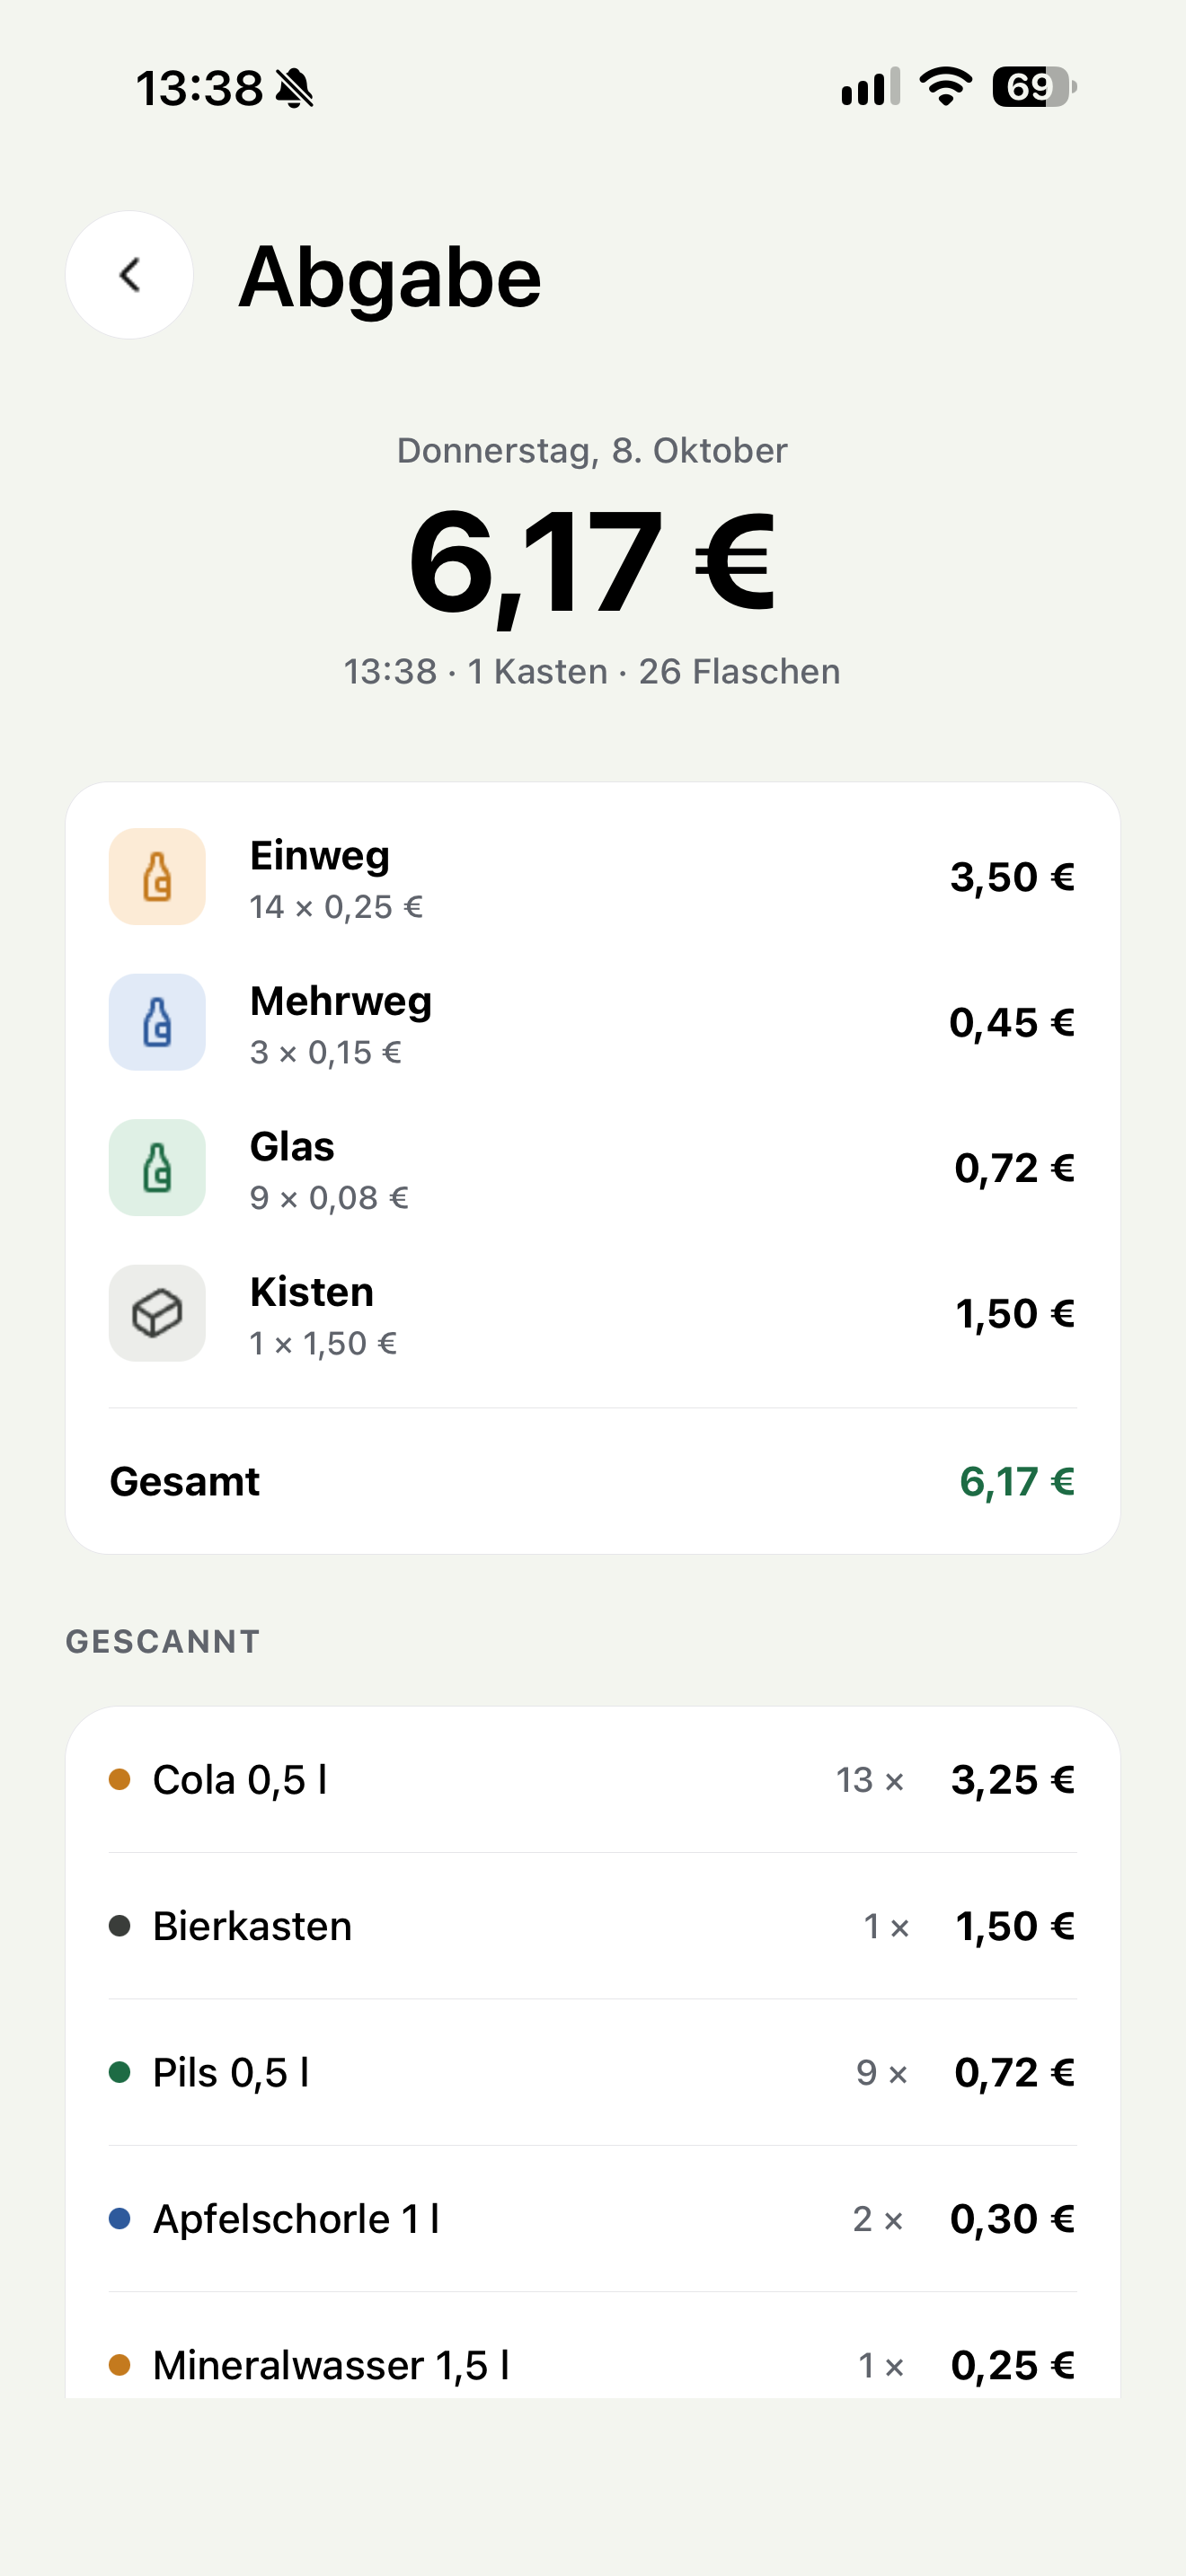 13:38
69
Abgabe
Donnerstag, 8. Oktober
6,17 €
13:38 · 1 Kasten · 26 Flaschen
Einweg
14 × 0,25 €
3,50 €
Mehrweg
3 × 0,15 €
0,45 €
Glas
9 × 0,08 €
0,72 €
Kisten
1 × 1,50 €
1,50 €
Gesamt 6,17 €
GESCANNT
Cola 0,5 l 13 × 3,25 €
Bierkasten 1 × 1,50 €
Pils 0,5 l 9 × 0,72 €
Apfelschorle 1 l 2 × 0,30 €
Mineralwasser 1,5 l 1 × 0,25 €